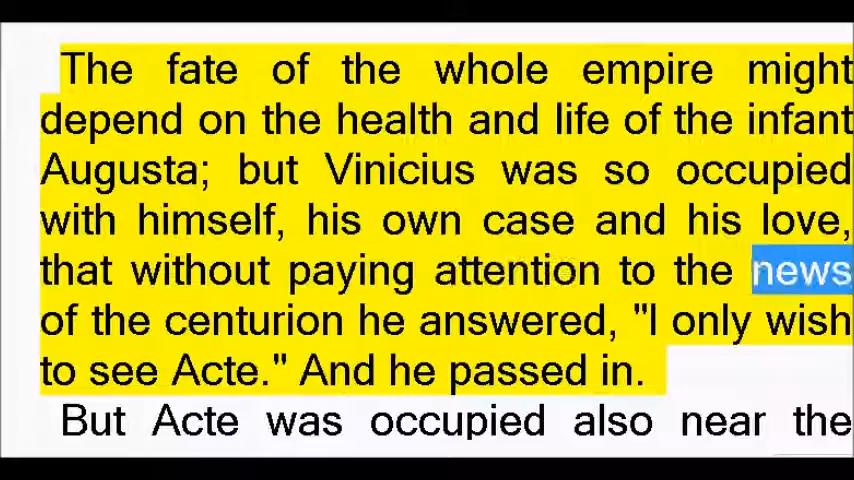 The fate of the whole empire might
depend on the health and life of the infant
Augusta; but Vinicius was so occupied
with himself, his own case and his love,
that without paying attention to the news
of the centurion he answered, "I only wish
to see Acte." And he passed in.
But Acte was occupied also near the